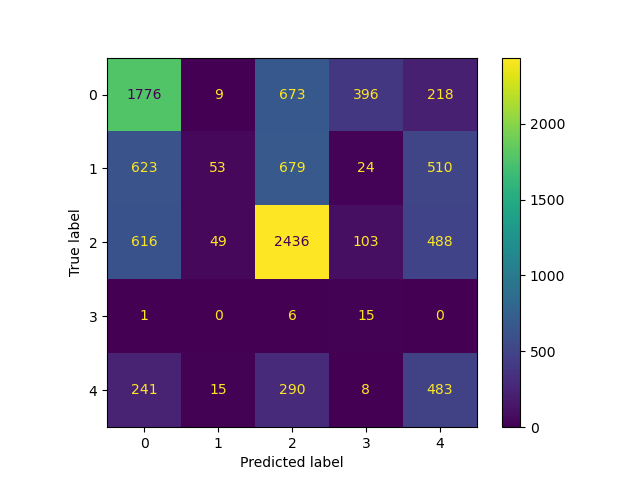 0 1776 9 673 396 218
1 623 53 679 24 510
2 616 49 2436 103 488
3 1 0 6 15 0
4 241 15 290 8 483
0 1 2 3 4
Predicted label
True label
2000
1500
1000
500
0